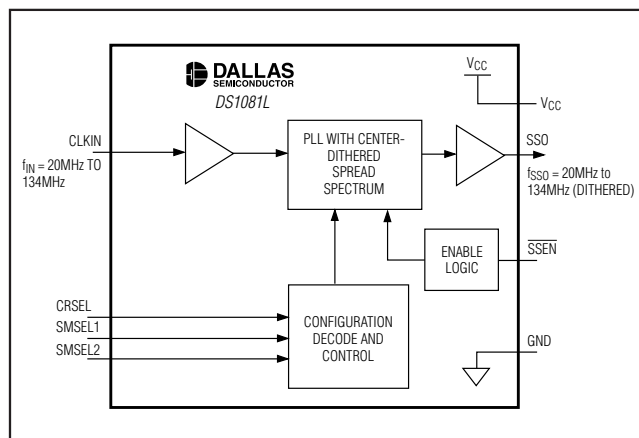 DALLAS
SEMICONDUCTOR
DS1081L
VCC
VCC
CLKIN
fIN = 20MHz TO
134MHz
PLL WITH CENTER-
DITHERED
SPREAD
SPECTRUM
SSO
fSSO = 20MHz to
134MHz (DITHERED)
ENABLE
LOGIC
SSEN
CRSEL
SMSEL1
SMSEL2
CONFIGURATION
DECODE AND
CONTROL
GND